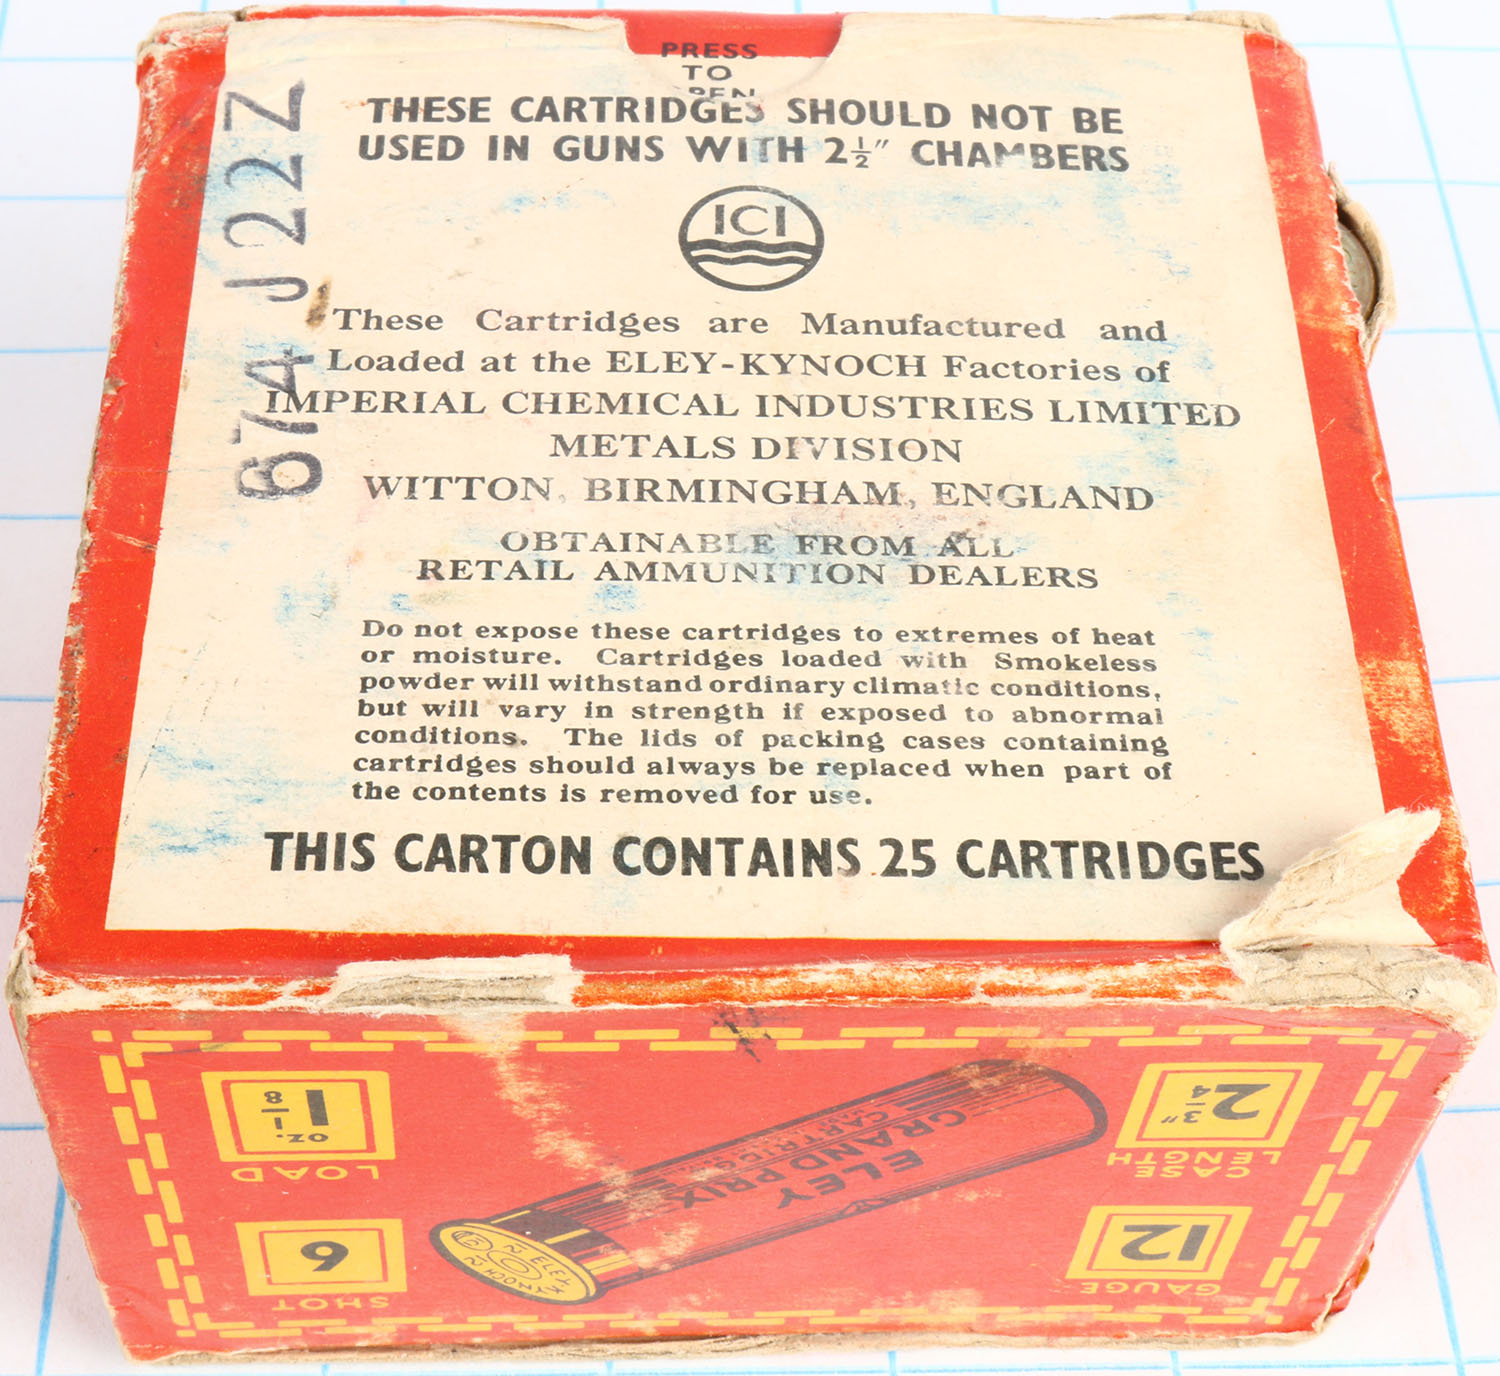 PRESS
TO
OPEN
THESE CARTRIDGES SHOULD NOT BE
USED IN GUNS WITH 2½" CHAMBERS
ICI
These Cartridges are Manufactured and
Loaded at the ELEY-KYNOCH Factories of
IMPERIAL CHEMICAL INDUSTRIES LIMITED
METALS DIVISION
WITTON, BIRMINGHAM, ENGLAND
OBTAINABLE FROM ALL
RETAIL AMMUNITION DEALERS
Do not expose these cartridges to extremes of heat
or moisture. Cartridges loaded with Smokeless
powder will withstand ordinary climatic conditions,
but will vary in strength if exposed to abnormal
conditions. The lids of packing cases containing
cartridges should always be replaced when part of
the contents is removed for use.
THIS CARTON CONTAINS 25 CARTRIDGES
674 J22Z
GAUGE
12
SHOT
6
CASE
LENGTH
2¾"
LOAD
1⅛ oz.
ELEY
GRAND PRIX
CARTRIDGE
12 ELEY
12 KYNOCH